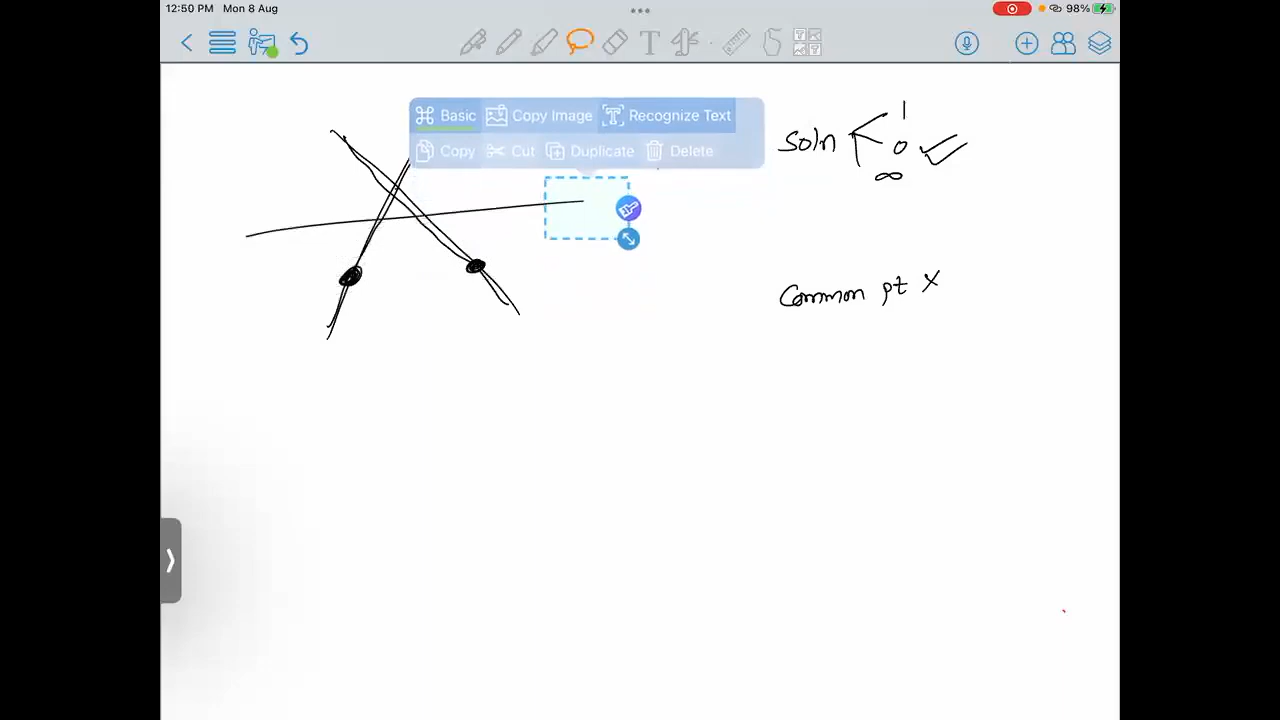 12:50 PM Mon 8 Aug
98%
T
Basic Copy Image Recognize Text
Copy Cut Duplicate Delete
soln 1
0
∞
Common pt X